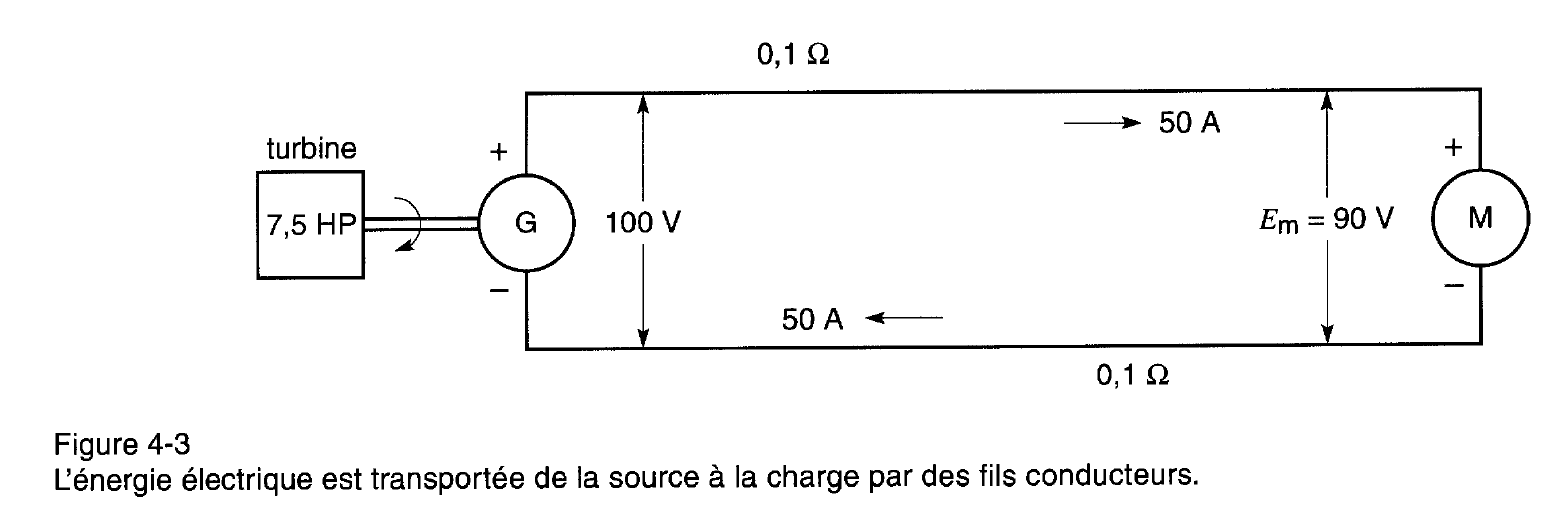 0,1 Ω
50 A
turbine
+
+
7,5 HP
G
100 V
Em = 90 V
M
–
–
50 A
0,1 Ω
Figure 4-3
L'énergie électrique est transportée de la source à la charge par des fils conducteurs.